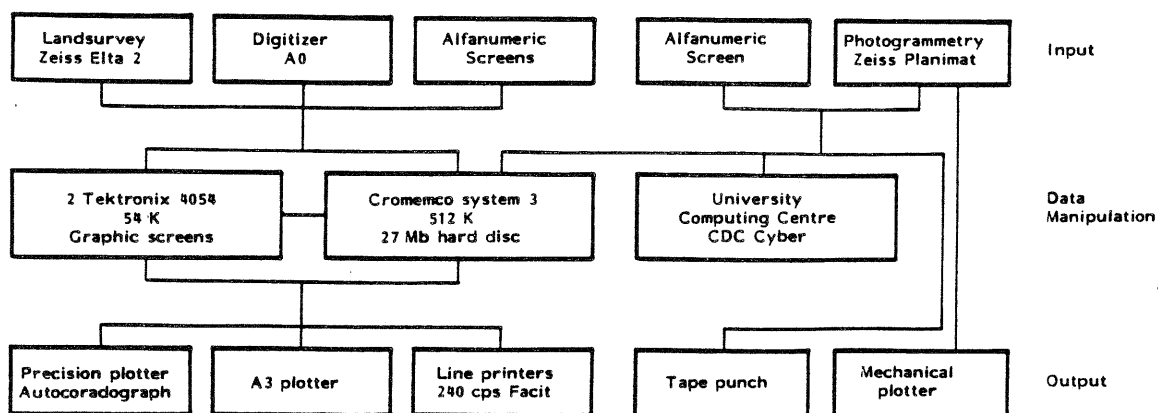 Landsurvey
Zeiss Elta 2
Digitizer
A0
Alfanumeric
Screens
Alfanumeric
Screen
Photogrammetry
Zeiss Planimat
Input
2 Tektronix 4054
54 K
Graphic screens
Cromemco system 3
512 K
27 Mb hard disc
University
Computing Centre
CDC Cyber
Data
Manipulation
Precision plotter
Autocoradograph
A3 plotter
Line printers
240 cps Facit
Tape punch
Mechanical
plotter
Output